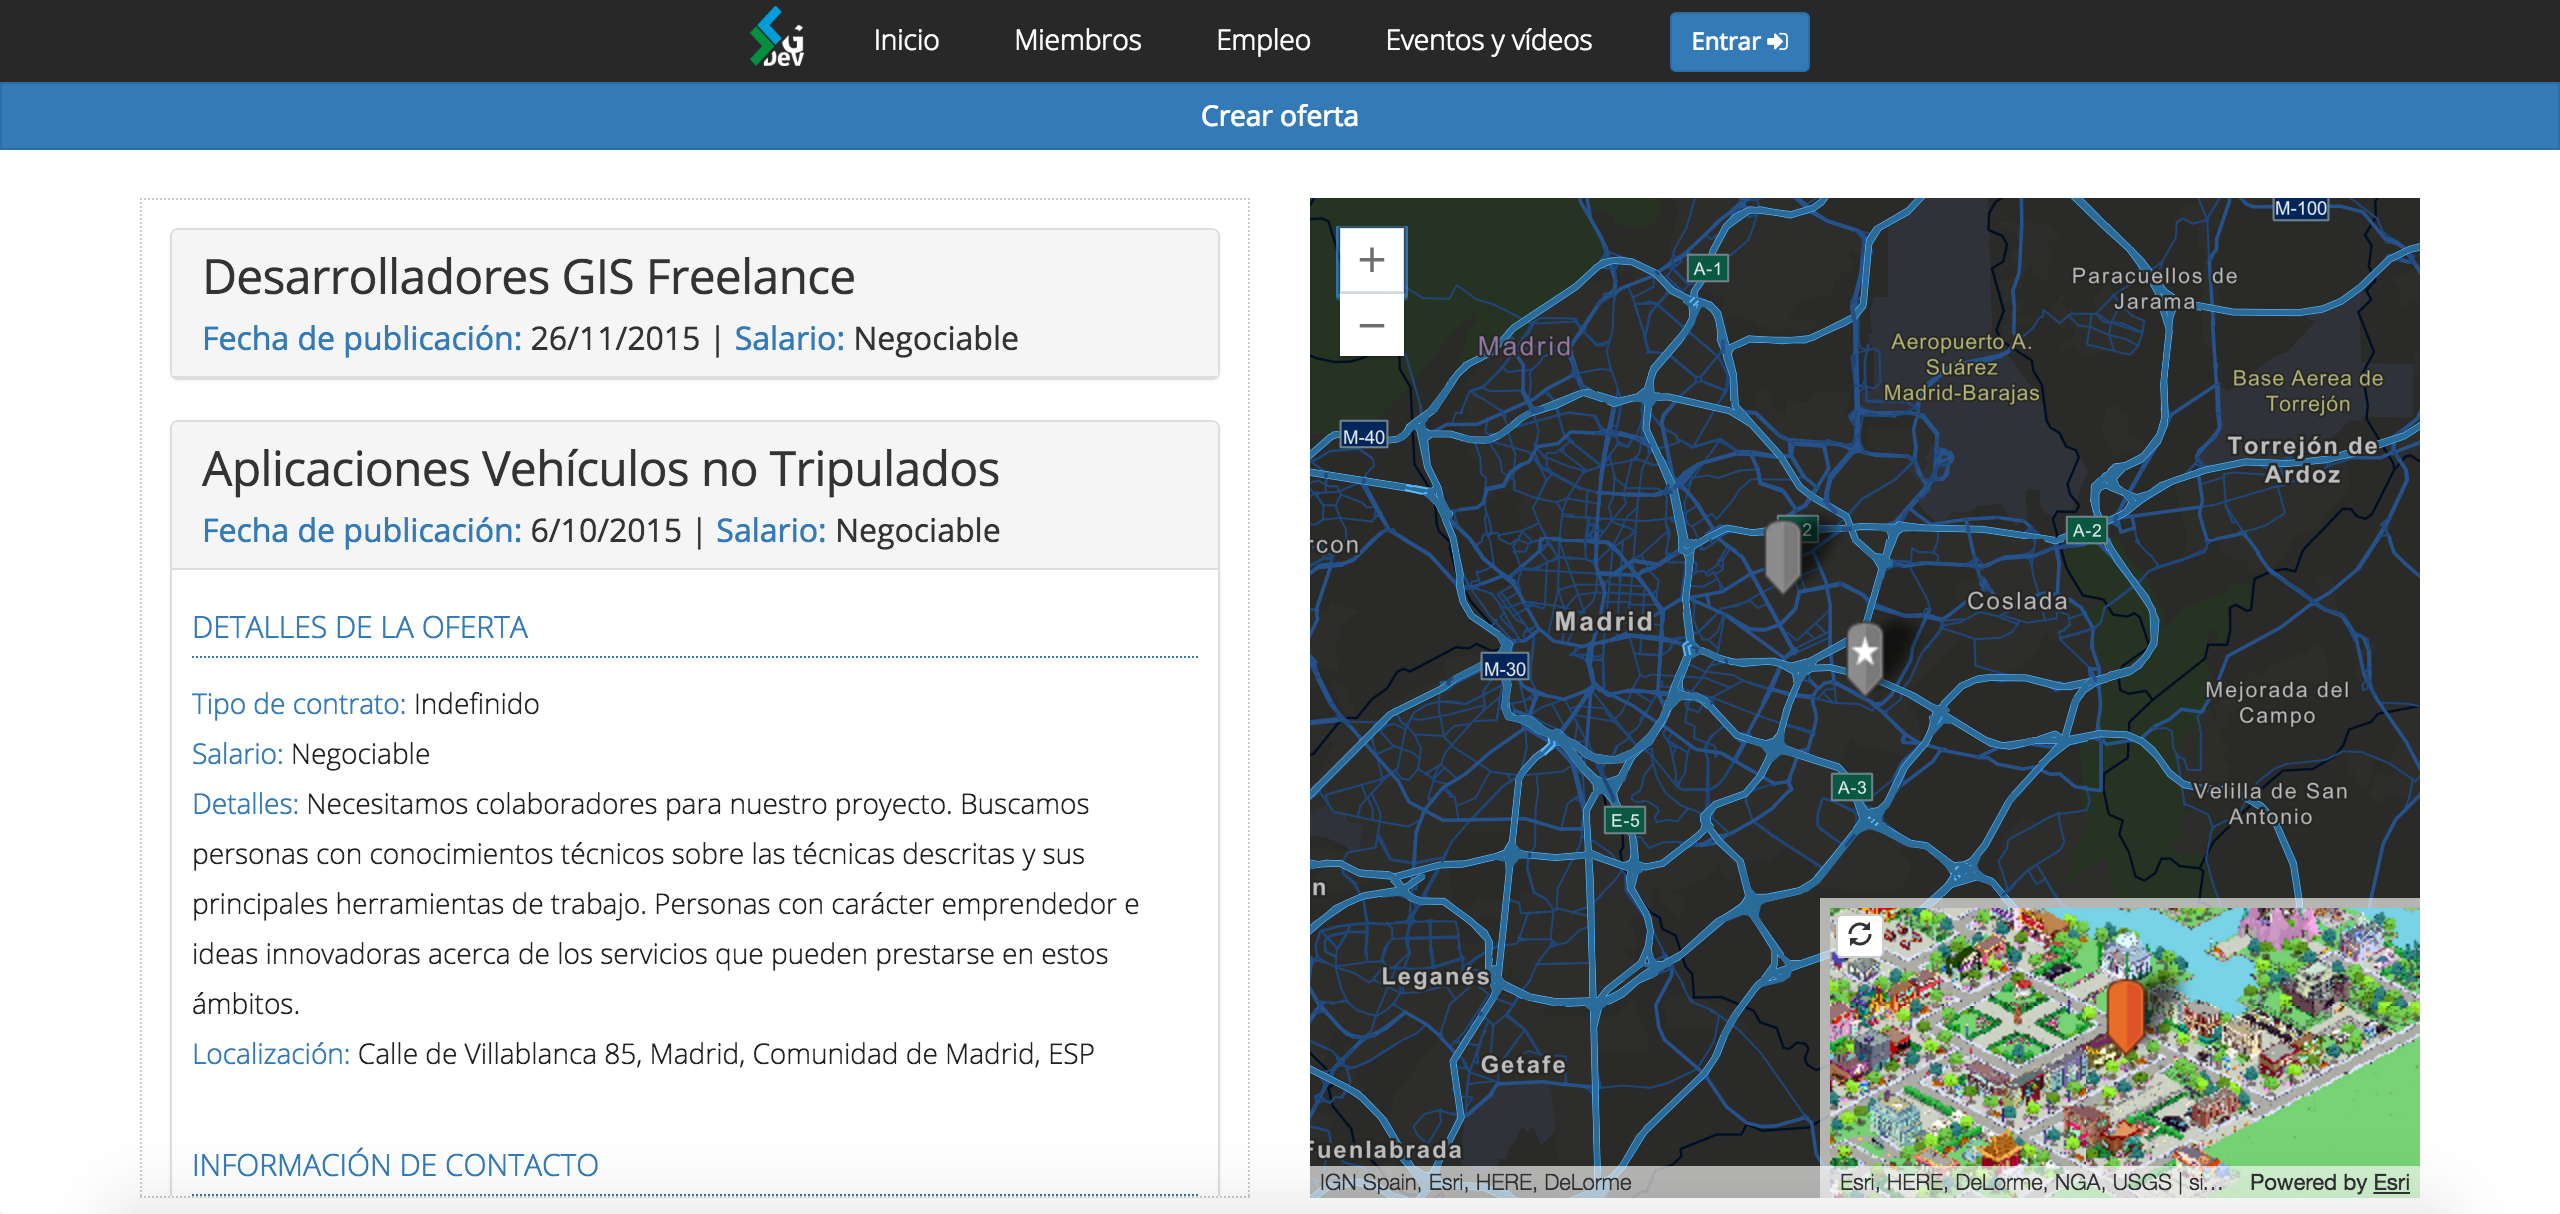 GiS Dev
Inicio
Miembros
Empleo
Eventos y vídeos
Entrar
Crear oferta
Desarrolladores GIS Freelance
Fecha de publicación: 26/11/2015 | Salario: Negociable
Aplicaciones Vehículos no Tripulados
Fecha de publicación: 6/10/2015 | Salario: Negociable
DETALLES DE LA OFERTA
Tipo de contrato: Indefinido
Salario: Negociable
Detalles: Necesitamos colaboradores para nuestro proyecto. Buscamos
personas con conocimientos técnicos sobre las técnicas descritas y sus
principales herramientas de trabajo. Personas con carácter emprendedor e
ideas innovadoras acerca de los servicios que pueden prestarse en estos
ámbitos.
Localización: Calle de Villablanca 85, Madrid, Comunidad de Madrid, ESP
INFORMACIÓN DE CONTACTO
+
−
M-100
A-1
Paracuellos de
Jarama
Madrid
Aeropuerto A.
Suárez
Madrid-Barajas
Base Aerea de
Torrejón
M-40
Torrejón de
Ardoz
2
A-2
rcon
Coslada
Madrid
M-30
Mejorada del
Campo
A-3
Velilla de San
Antonio
E-5
n
Leganés
Getafe
Fuenlabrada
IGN Spain, Esri, HERE, DeLorme
Esri, HERE, DeLorme, NGA, USGS | si...
Powered by Esri